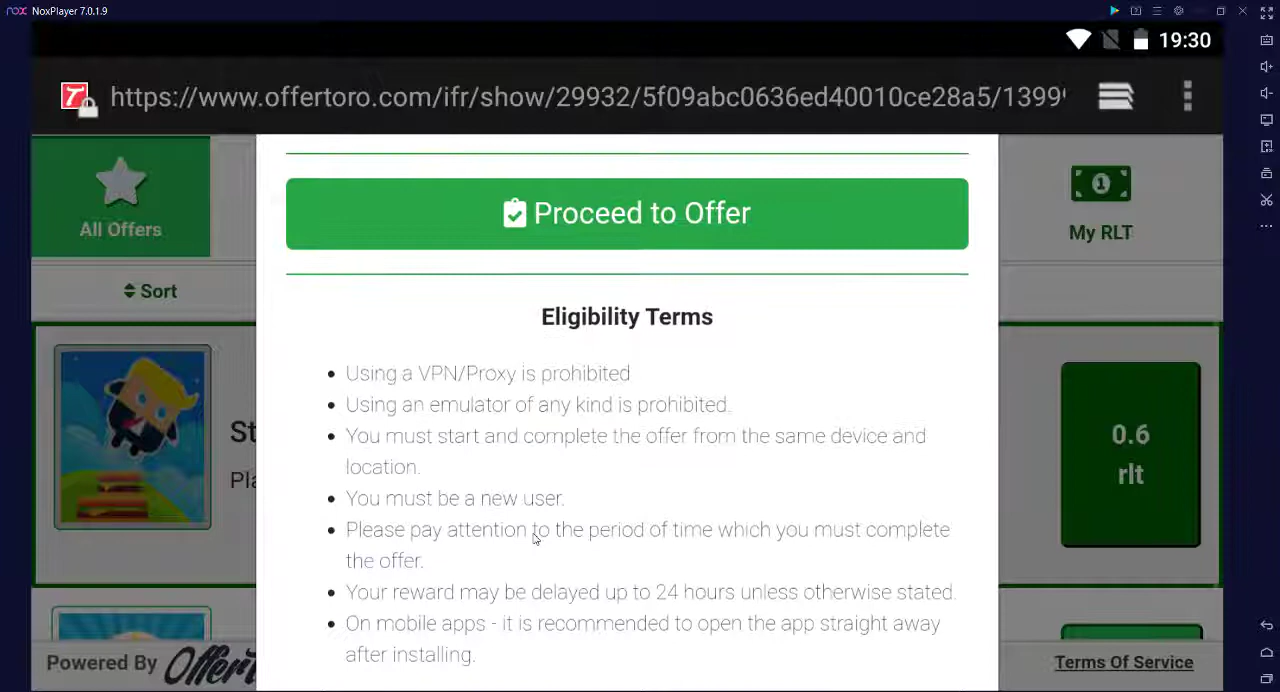 nox NoxPlayer 7.0.1.9
19:30
https://www.offertoro.com/ifr/show/29932/5f09abc0636ed40010ce28a5/1399
All Offers
My RLT
Proceed to Offer
Sort
Eligibility Terms
Using a VPN/Proxy is prohibited
Using an emulator of any kind is prohibited.
You must start and complete the offer from the same device and
location.
You must be a new user.
Please pay attention to the period of time which you must complete
the offer.
Your reward may be delayed up to 24 hours unless otherwise stated.
On mobile apps - it is recommended to open the app straight away
after installing.
St
Pla
0.6
rlt
Powered By Offert
Terms Of Service